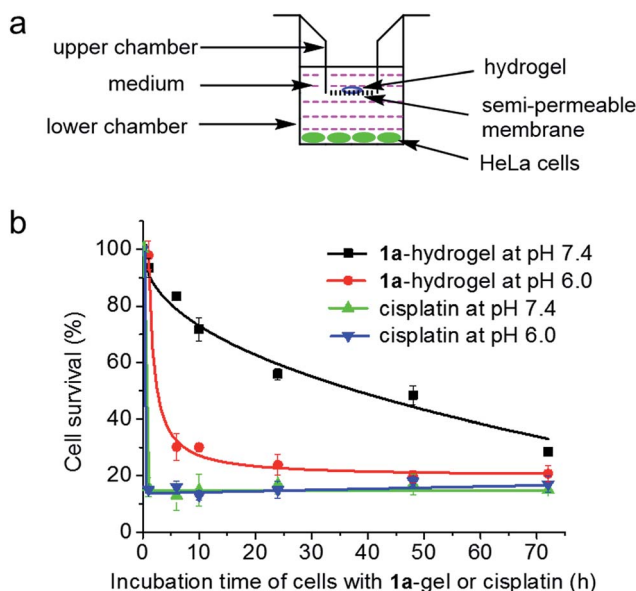 a
upper chamber
medium
lower chamber
hydrogel
semi-permeable
membrane
HeLa cells
b
1a-hydrogel at pH 7.4
1a-hydrogel at pH 6.0
cisplatin at pH 7.4
cisplatin at pH 6.0
Cell survival (%)
100
80
60
40
20
0
0 10 20 30 40 50 60 70
Incubation time of cells with 1a-gel or cisplatin (h)